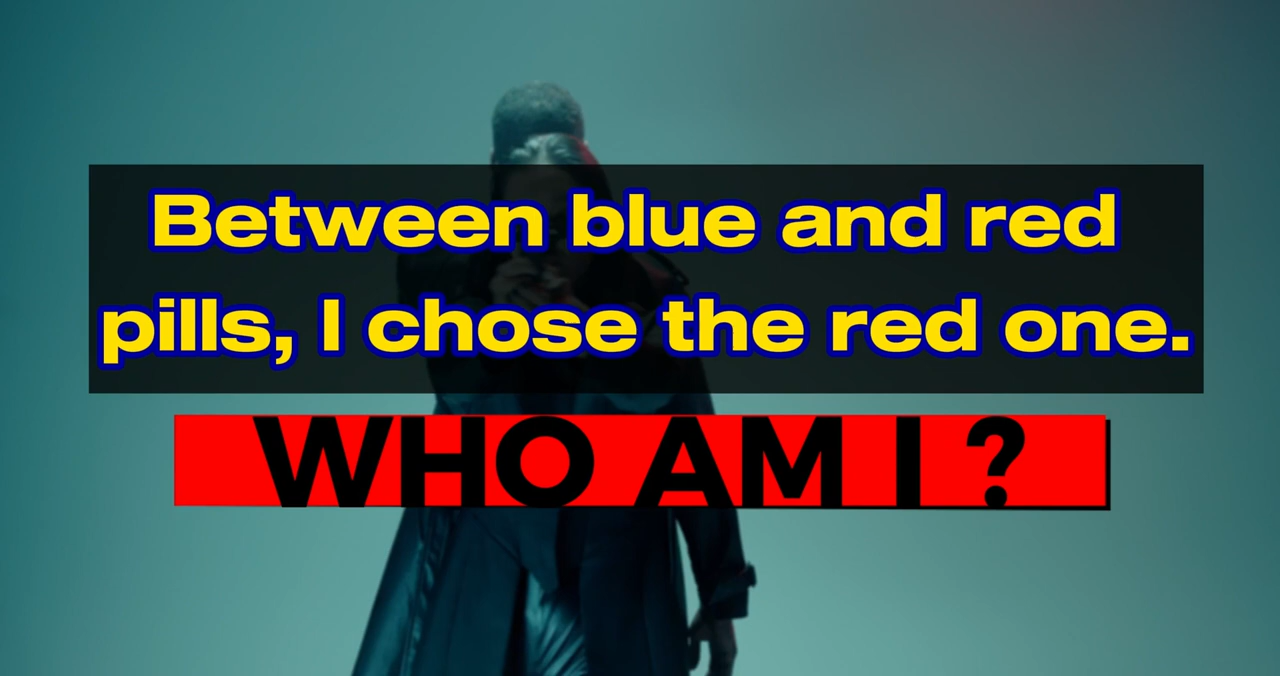 Between blue and red
pills, I chose the red one.
WHO AM I ?